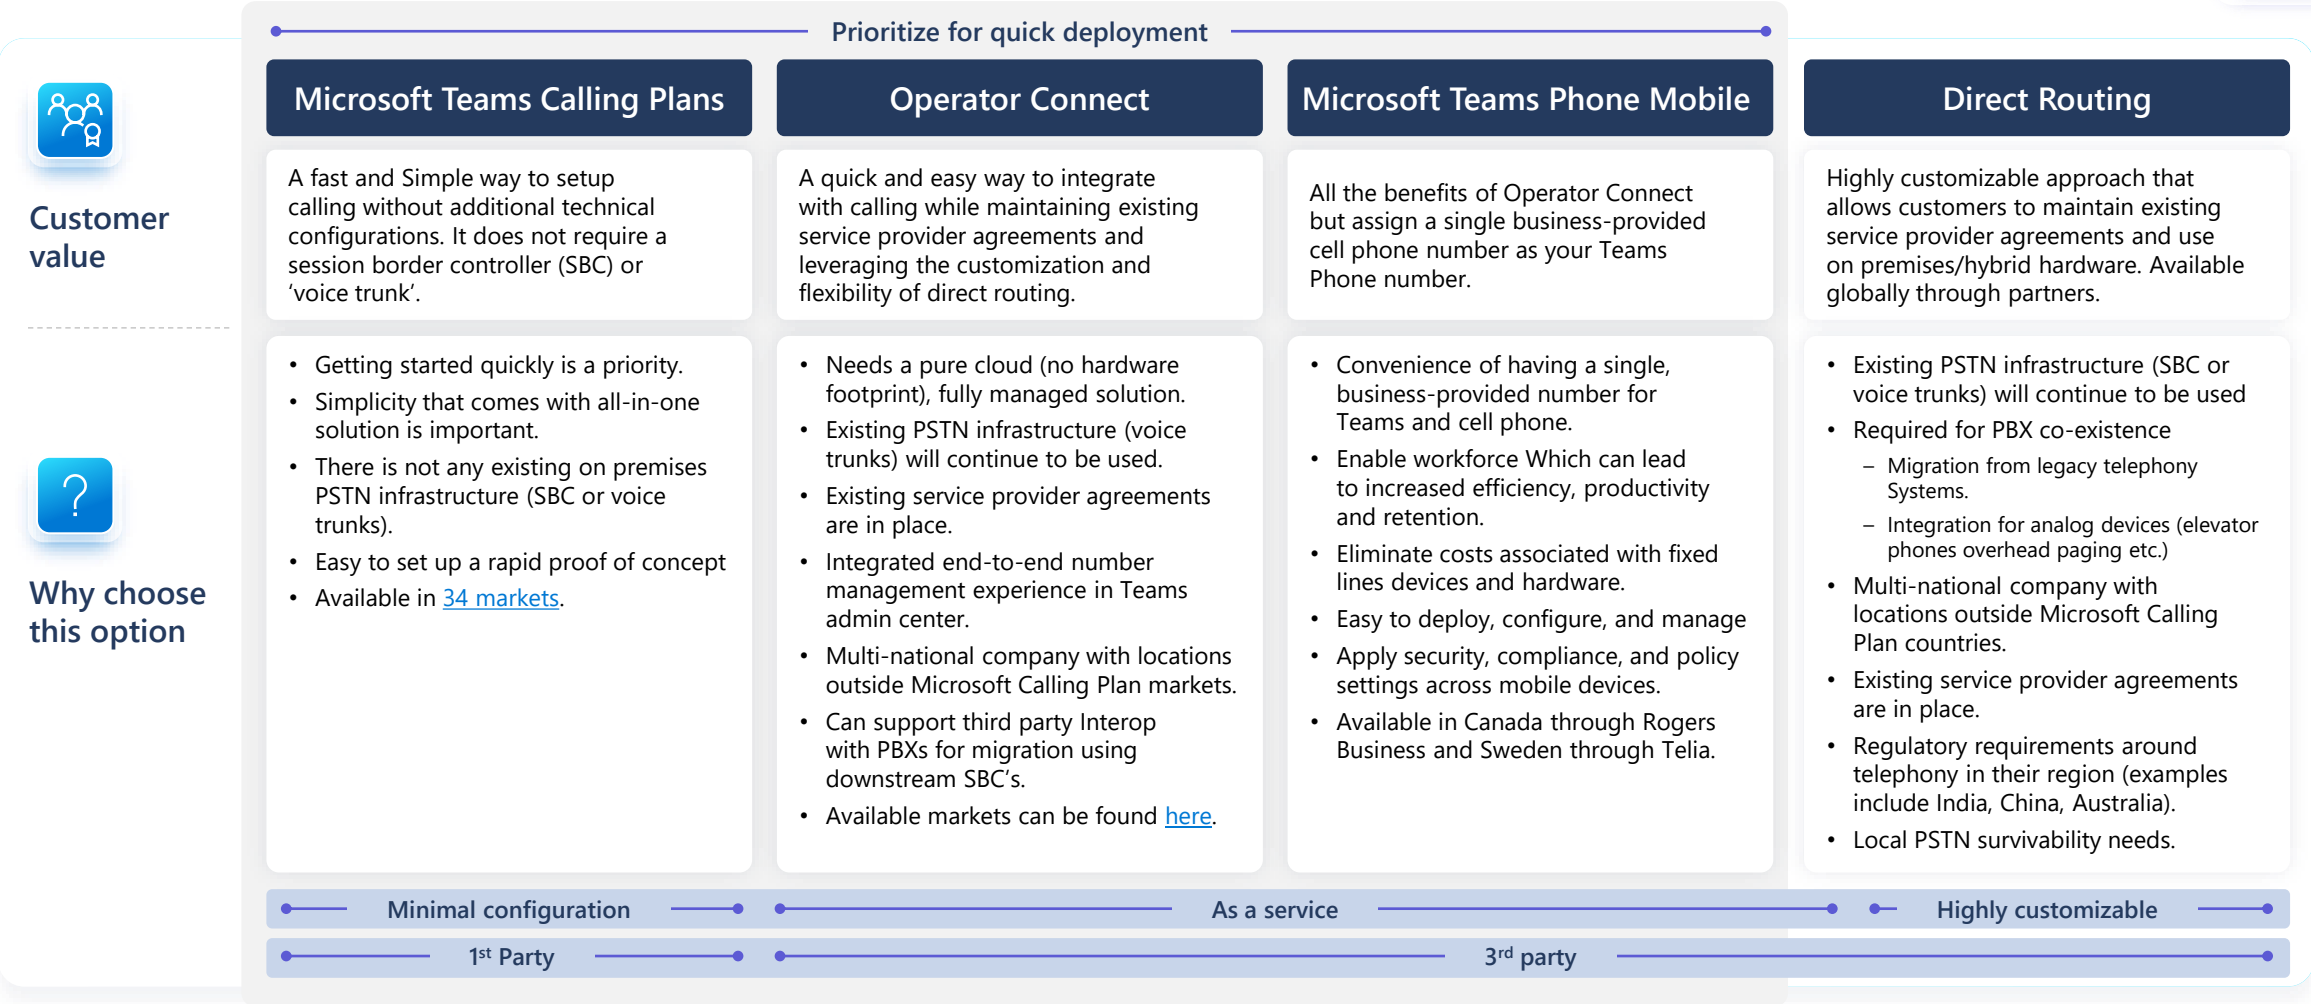 Prioritize for quick deployment
Microsoft Teams Calling Plans
Operator Connect
Microsoft Teams Phone Mobile
Direct Routing
Customer
value
A fast and Simple way to setup
calling without additional technical
configurations. It does not require a
session border controller (SBC) or
‘voice trunk’.
A quick and easy way to integrate
with calling while maintaining existing
service provider agreements and
leveraging the customization and
flexibility of direct routing.
All the benefits of Operator Connect
but assign a single business-provided
cell phone number as your Teams
Phone number.
Highly customizable approach that
allows customers to maintain existing
service provider agreements and use
on premises/hybrid hardware. Available
globally through partners.
Why choose
this option
• Getting started quickly is a priority.
• Simplicity that comes with all-in-one
solution is important.
• There is not any existing on premises
PSTN infrastructure (SBC or voice
trunks).
• Easy to set up a rapid proof of concept
• Available in 34 markets.
• Needs a pure cloud (no hardware
footprint), fully managed solution.
• Existing PSTN infrastructure (voice
trunks) will continue to be used.
• Existing service provider agreements
are in place.
• Integrated end-to-end number
management experience in Teams
admin center.
• Multi-national company with locations
outside Microsoft Calling Plan markets.
• Can support third party Interop
with PBXs for migration using
downstream SBC’s.
• Available markets can be found here.
• Convenience of having a single,
business-provided number for
Teams and cell phone.
• Enable workforce Which can lead
to increased efficiency, productivity
and retention.
• Eliminate costs associated with fixed
lines devices and hardware.
• Easy to deploy, configure, and manage
• Apply security, compliance, and policy
settings across mobile devices.
• Available in Canada through Rogers
Business and Sweden through Telia.
• Existing PSTN infrastructure (SBC or
voice trunks) will continue to be used
• Required for PBX co-existence
– Migration from legacy telephony
Systems.
– Integration for analog devices (elevator
phones overhead paging etc.)
• Multi-national company with
locations outside Microsoft Calling
Plan countries.
• Existing service provider agreements
are in place.
• Regulatory requirements around
telephony in their region (examples
include India, China, Australia).
• Local PSTN survivability needs.
Minimal configuration
As a service
Highly customizable
1st Party
3rd party